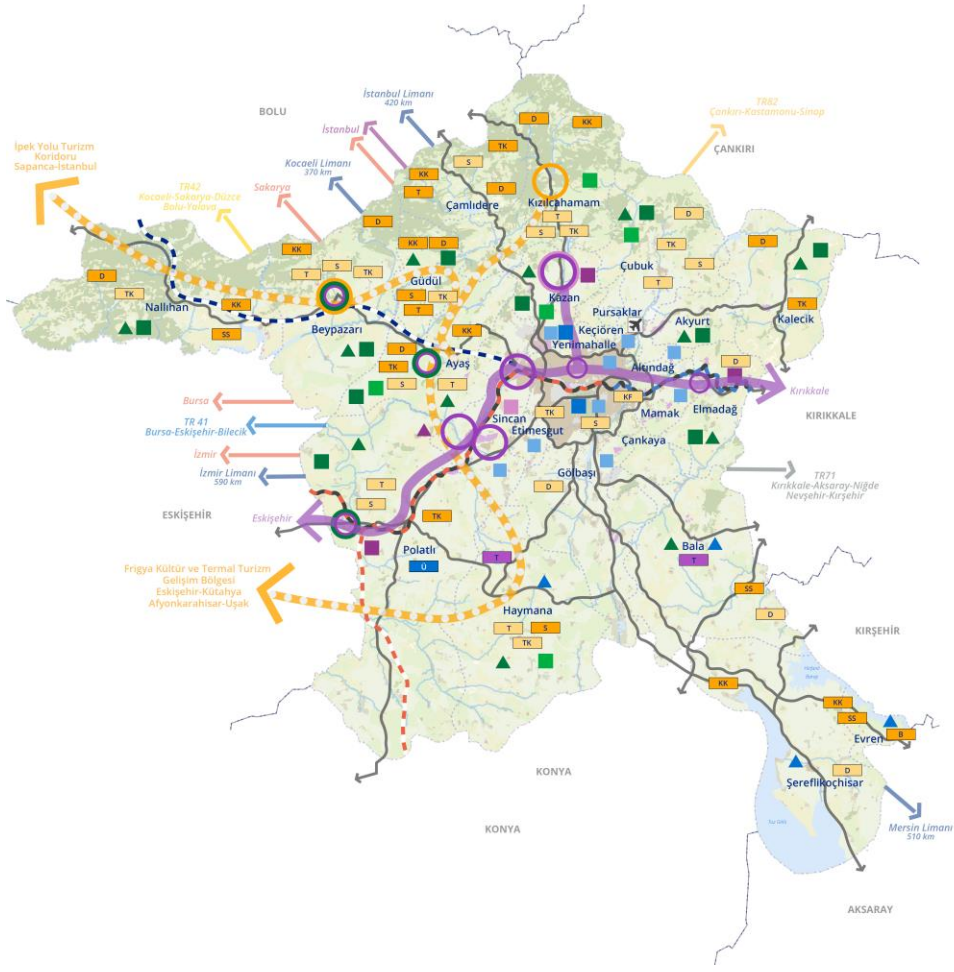 İstanbul Limanı
420 km
TR82
Çankırı-Kastamonu-Sinop
BOLU
İstanbul
ÇANKIRI
İpek Yolu Turizm
Koridoru
Sapanca-İstanbul
Kocaeli Limanı
370 km
TR42
Kocaeli-Sakarya-Düzce
Bolu-Yalova
Sakarya
D
KK
TK
S
KK
T
D
Çamlıdere
Kızılcahamam
D
T
S
TK
D
S
T
Çubuk
D
KK
D
KK
T
S
TK
Güdül
S
TK
T
D
TK
Nallıhan
KK
SS
Beypazarı
Kazan
Pursaklar
Keçiören
Yenimahalle
Akyurt
TK
Kalecik
KK
D
TK
S
T
Ayaş
Altındağ
D
KF
Mamak
Elmadağ
Kırıkkale
KIRIKKALE
Bursa
TR 41
Bursa-Eskişehir-Bilecik
İzmir
İzmir Limanı
590 km
Sincan
Etimesgut
TK
S
Çankaya
Gölbaşı
D
TR71
Kırıkkale-Aksaray-Niğde
Nevşehir-Kırşehir
T
S
ESKİŞEHİR
Eskişehir
TK
Polatlı
Ü
T
Bala
T
Frigya Kültür ve Termal Turizm
Gelişim Bölgesi
Eskişehir-Kütahya
Afyonkarahisar-Uşak
Haymana
T
S
TK
SS
D
KIRŞEHİR
KK
KK
SS
Evren
B
KONYA
Şereflikoçhisar
D
KONYA
Mersin Limanı
510 km
AKSARAY